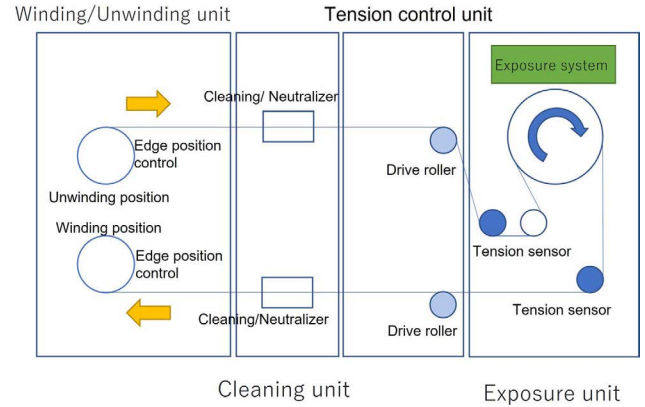 Winding/Unwinding unit
Tension control unit
Exposure system
Cleaning/ Neutralizer
Edge position
control
Drive roller
Unwinding position
Winding position
Tension sensor
Edge position
control
Cleaning/Neutralizer
Drive roller
Tension sensor
Cleaning unit
Exposure unit